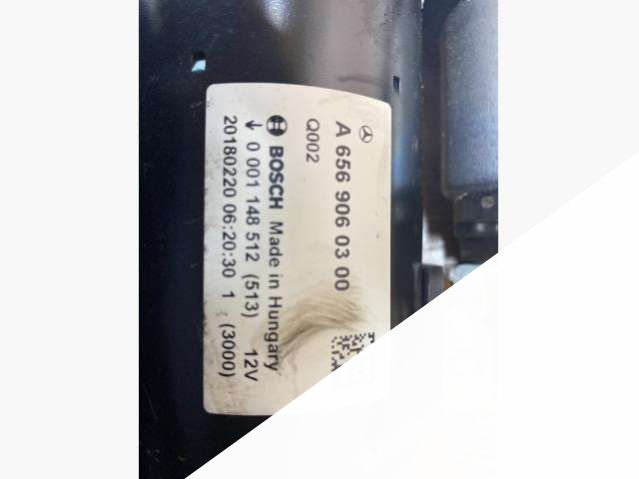 A 656 906 03 00
Q002
BOSCH Made in Hungary
↓ 0 001 148 512 (513) 12V
20180220 06:20:30 1 (3000)